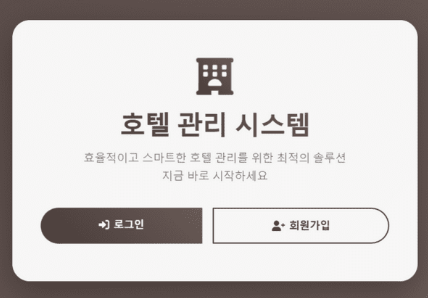 호텔 관리 시스템
효율적이고 스마트한 호텔 관리를 위한 최적의 솔루션
지금 바로 시작하세요
로그인
회원가입